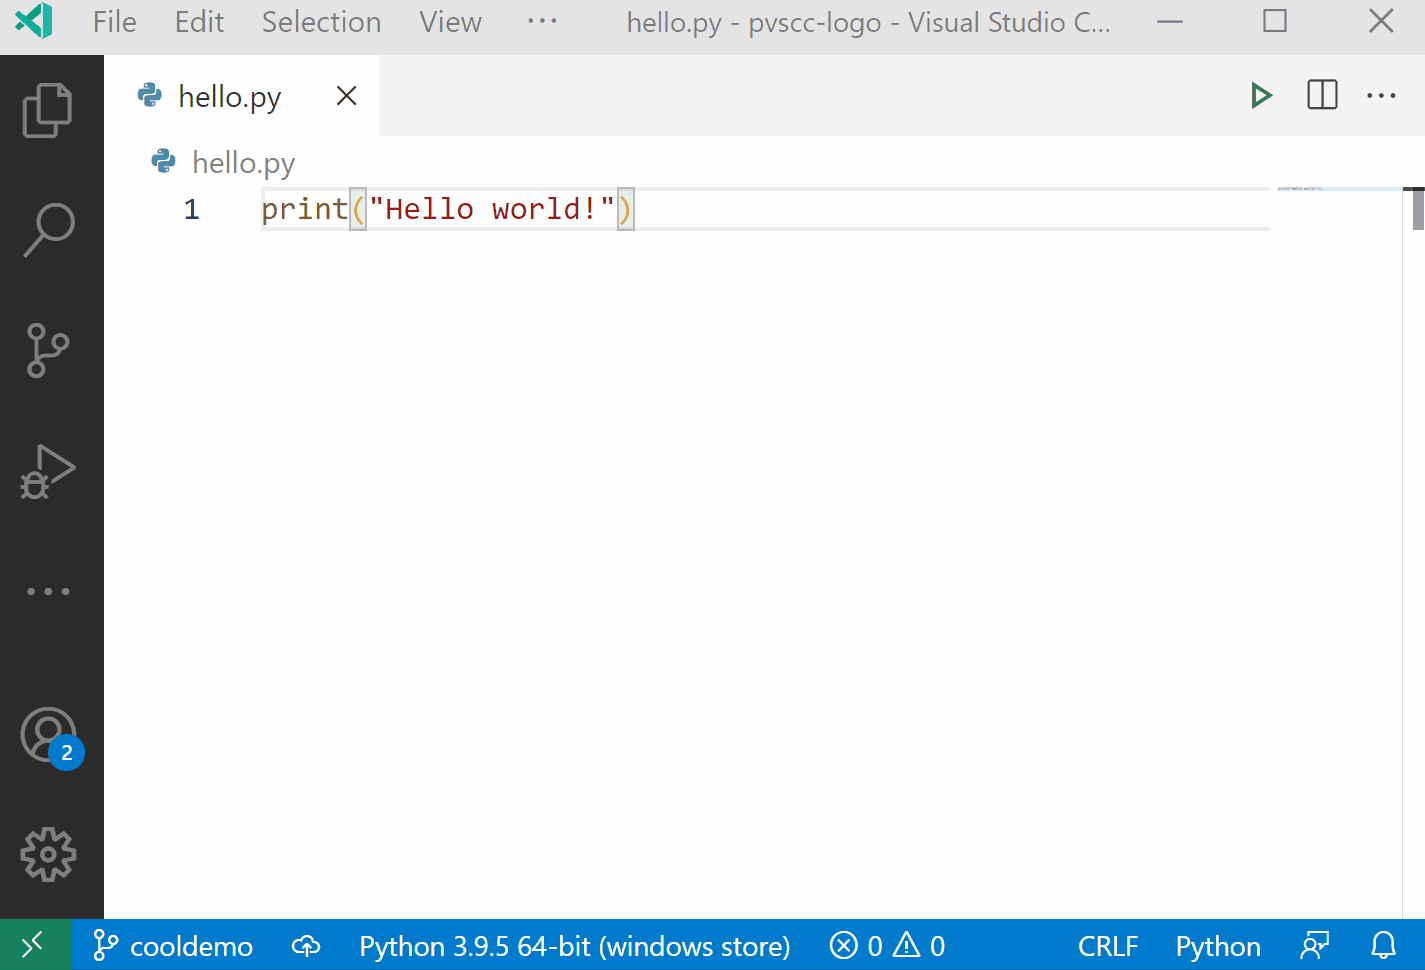 File Edit Selection View ··· hello.py - pvscc-logo - Visual Studio C...
hello.py
hello.py
1 print("Hello world!")
2
cooldemo Python 3.9.5 64-bit (windows store) 0 0 CRLF Python